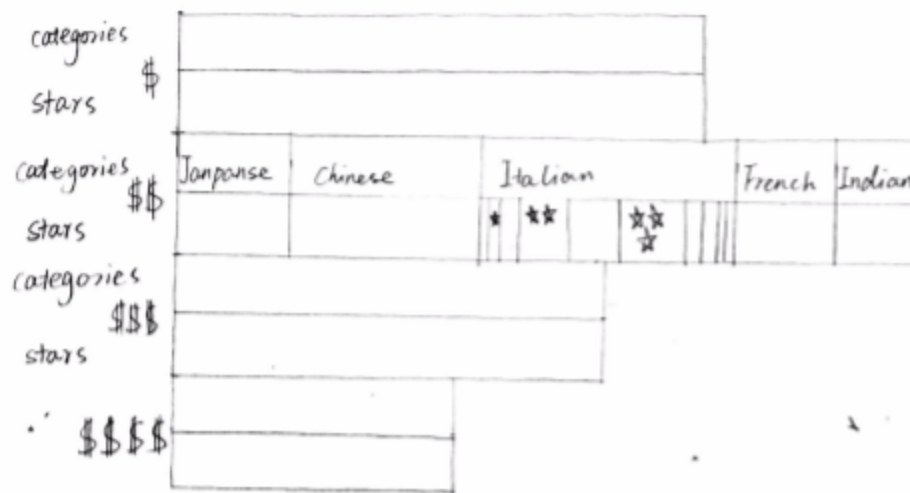 categories
$
stars
categories Janpanse Chinese Italian French Indian
$$
stars ★ ★★ ☆☆
☆
categories
$$$
stars
$$$$